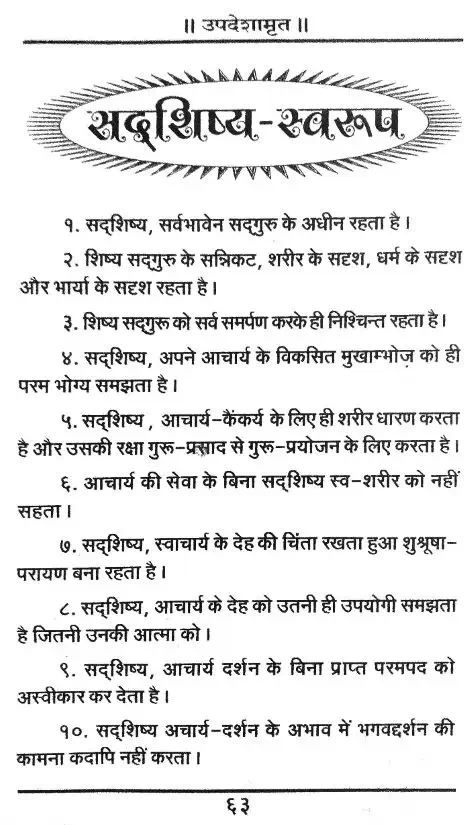 ॥ उपदेशामृत ॥
सद्शिष्य-स्वरूप
१. सद्शिष्य, सर्वभावेन सद्गुरु के अधीन रहता है।
२. शिष्य सद्गुरु के सन्निकट, शरीर के सदृश, धर्म के सदृश
और भार्या के सदृश रहता है।
३. शिष्य सद्गुरु को सर्व समर्पण करके ही निश्चिन्त रहता है।
४. सद्शिष्य, अपने आचार्य के विकसित मुखाम्भोज को ही
परम भोग्य समझता है।
५. सद्शिष्य , आचार्य-कैंकर्य के लिए ही शरीर धारण करता
है और उसकी रक्षा गुरू-प्रसाद से गुरू-प्रयोजन के लिए करता है।
६. आचार्य की सेवा के बिना सद्शिष्य स्व-शरीर को नहीं
सहता।
७. सद्शिष्य, स्वाचार्य के देह की चिंता रखता हुआ शुश्रूषा-
परायण बना रहता है।
८. सद्शिष्य, आचार्य के देह को उतनी ही उपयोगी समझता
है जितनी उनकी आत्मा को।
९. सद्शिष्य, आचार्य दर्शन के बिना प्राप्त परमपद को
अस्वीकार कर देता है।
१०. सद्शिष्य अचार्य-दर्शन के अभाव में भगवद्दर्शन की
कामना कदापि नहीं करता।
६३